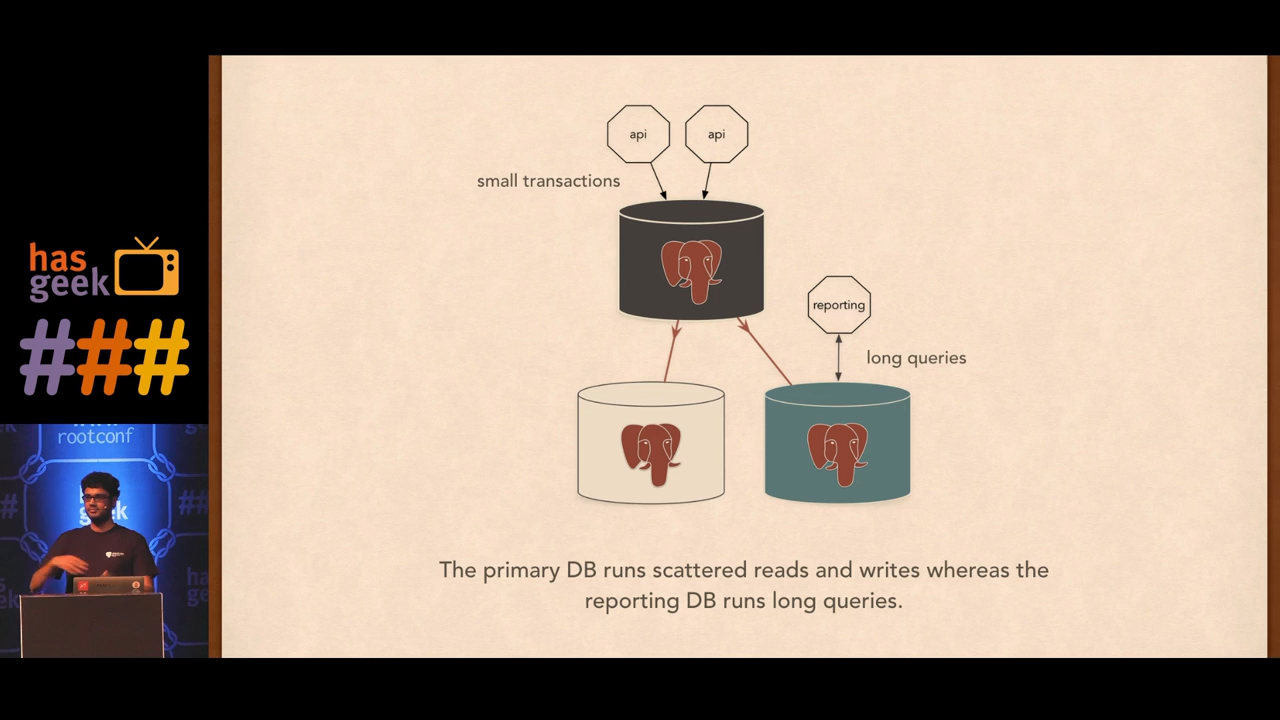 has
geek
###
rootconf
geek
api
api
small transactions
reporting
long queries
The primary DB runs scattered reads and writes whereas the
reporting DB runs long queries.